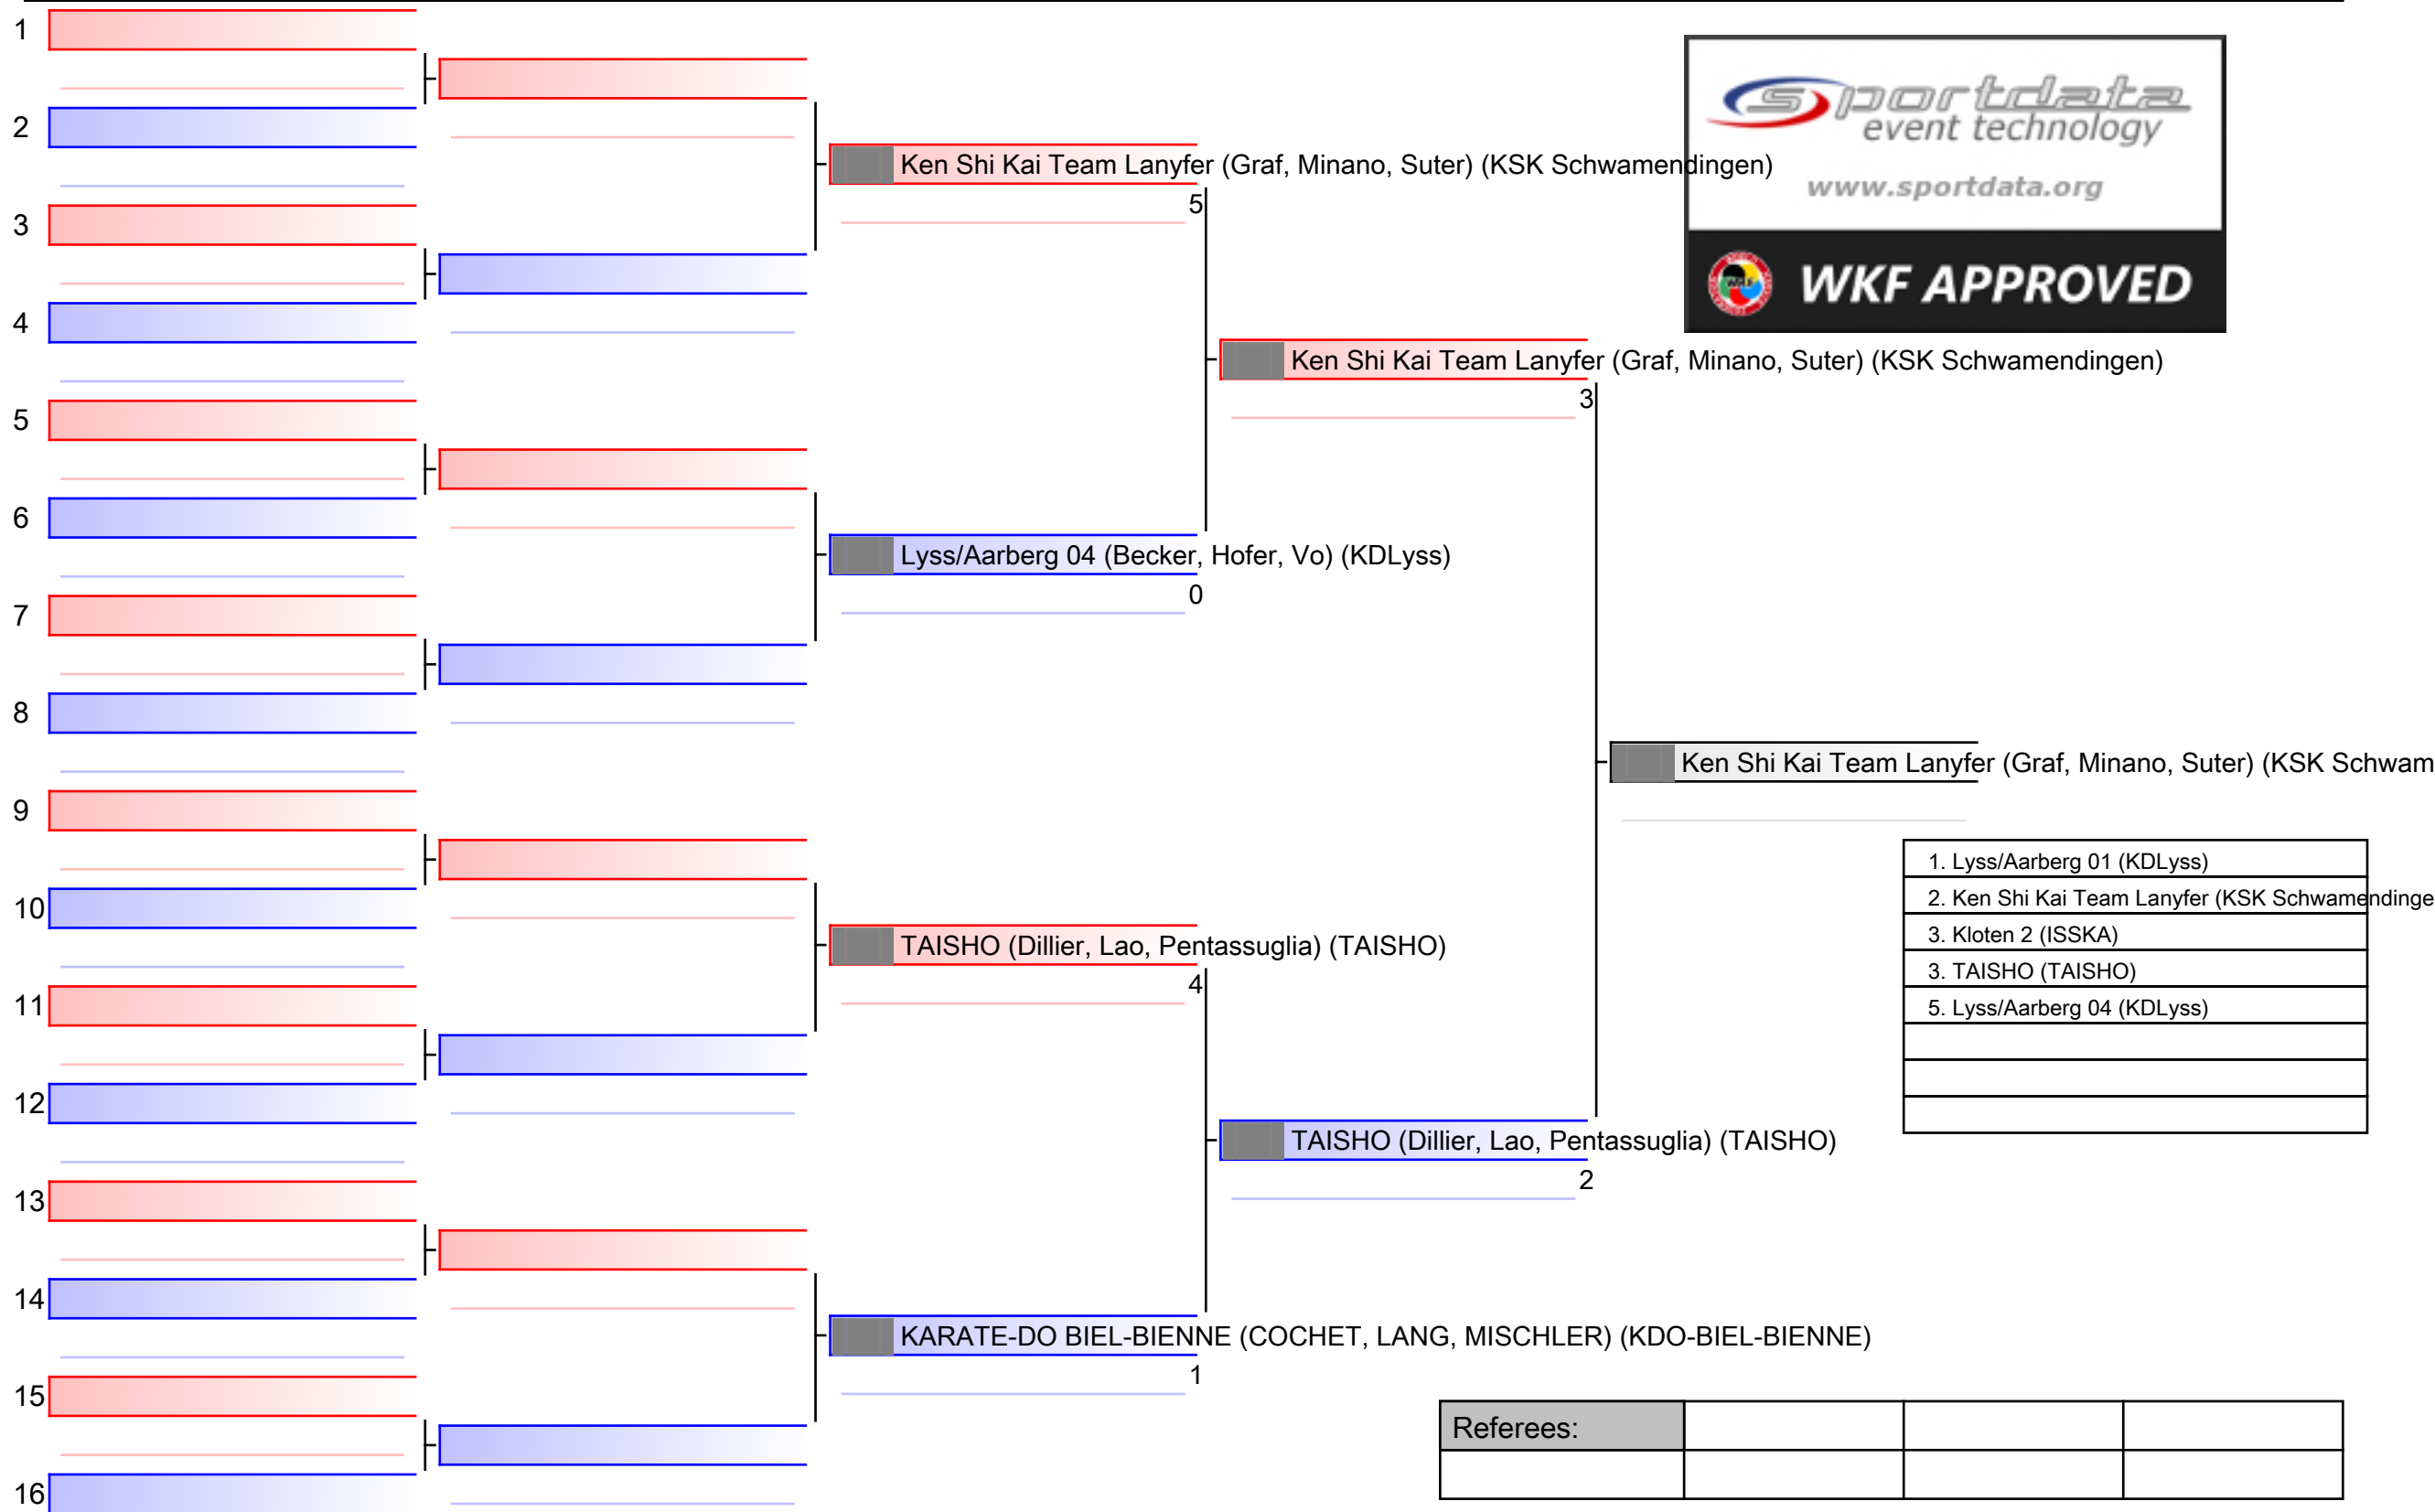 1
2
3
4
5
6
7
8
9
10
11
12
13
14
15
16
Ken Shi Kai Team Lanyfer (Graf, Minano, Suter) (KSK Schwamendingen)
5
Lyss/Aarberg 04 (Becker, Hofer, Vo) (KDLyss)
0
TAISHO (Dillier, Lao, Pentassuglia) (TAISHO)
4
KARATE-DO BIEL-BIENNE (COCHET, LANG, MISCHLER) (KDO-BIEL-BIENNE)
1
Ken Shi Kai Team Lanyfer (Graf, Minano, Suter) (KSK Schwamendingen)
3
TAISHO (Dillier, Lao, Pentassuglia) (TAISHO)
2
Ken Shi Kai Team Lanyfer (Graf, Minano, Suter) (KSK Schwam
sportdata
event technology
www.sportdata.org
WKF
WKF APPROVED
1. Lyss/Aarberg 01 (KDLyss)
2. Ken Shi Kai Team Lanyfer (KSK Schwamendinge
3. Kloten 2 (ISSKA)
3. TAISHO (TAISHO)
5. Lyss/Aarberg 04 (KDLyss)
Referees: